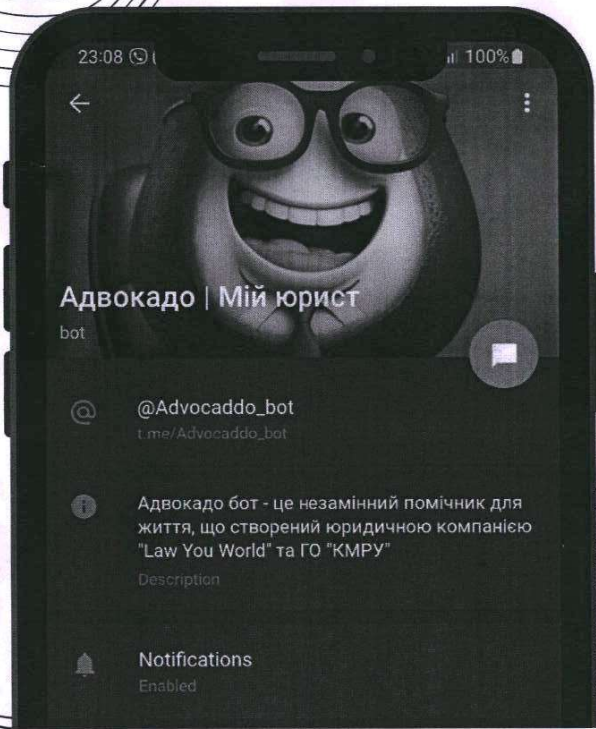 23:08
100%
Адвокадо | Мій юрист
bot
@Advocaddo_bot
t.me/Advocaddo_bot
Адвокадо бот - це незамінний помічник для
життя, що створений юридичною компанією
"Law You World" та ГО "КМРУ"
Description
Notifications
Enabled